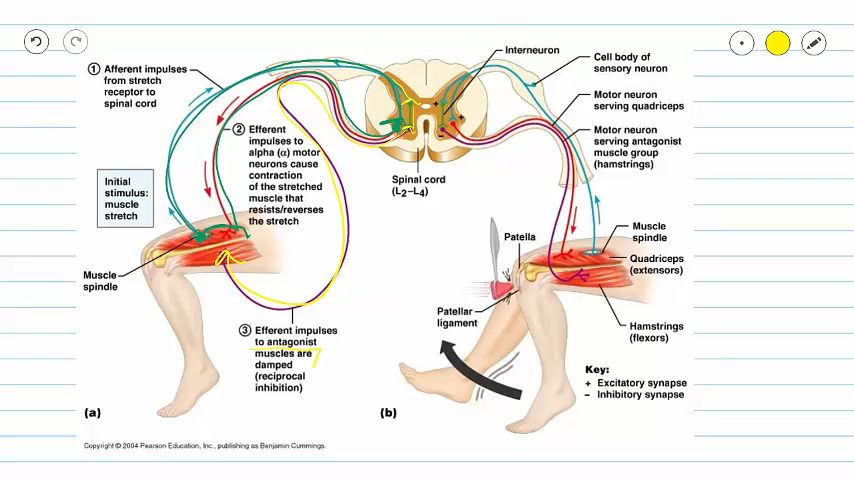 ① Afferent impulses
from stretch
receptor to
spinal cord
② Efferent
impulses to
alpha (α) motor
neurons cause
contraction
of the stretched
muscle that
resists/reverses
the stretch
Initial
stimulus:
muscle
stretch
Muscle
spindle
③ Efferent impulses
to antagonist
muscles are
damped
(reciprocal
inhibition)
(a)
Interneuron
Cell body of
sensory neuron
Motor neuron
serving quadriceps
Motor neuron
serving antagonist
muscle group
(hamstrings)
+
+
–
Spinal cord
(L2–L4)
Patella
Muscle
spindle
Quadriceps
(extensors)
Patellar
ligament
Hamstrings
(flexors)
Key:
+ Excitatory synapse
– Inhibitory synapse
(b)
Copyright © 2004 Pearson Education, Inc., publishing as Benjamin Cummings.